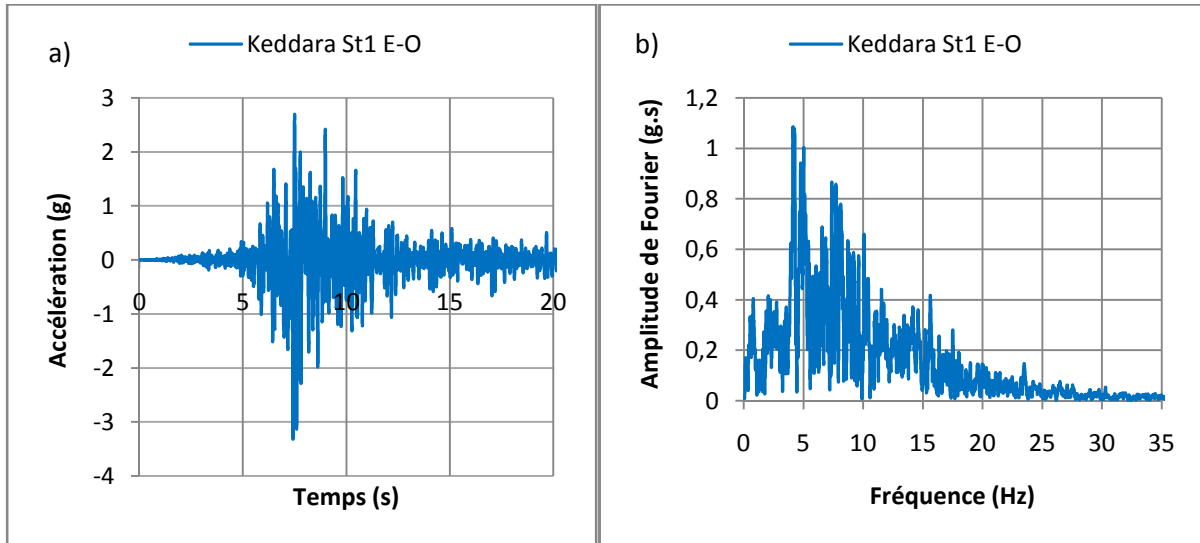 a)
Keddara St1 E-O
Accélération (g)
3
2
1
0
-1
-2
-3
-4
0 5 10 15 20
Temps (s)
b)
Keddara St1 E-O
Amplitude de Fourier (g.s)
1,2
1
0,8
0,6
0,4
0,2
0
0 5 10 15 20 25 30 35
Fréquence (Hz)